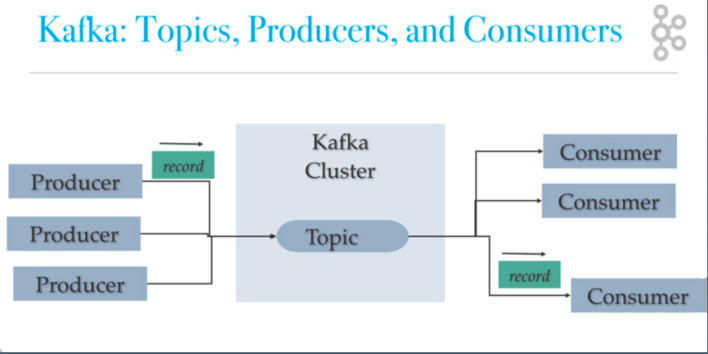 Kafka: Topics, Producers, and Consumers
record
Kafka
Cluster
Producer
Producer
Producer
Topic
Consumer
Consumer
record
Consumer